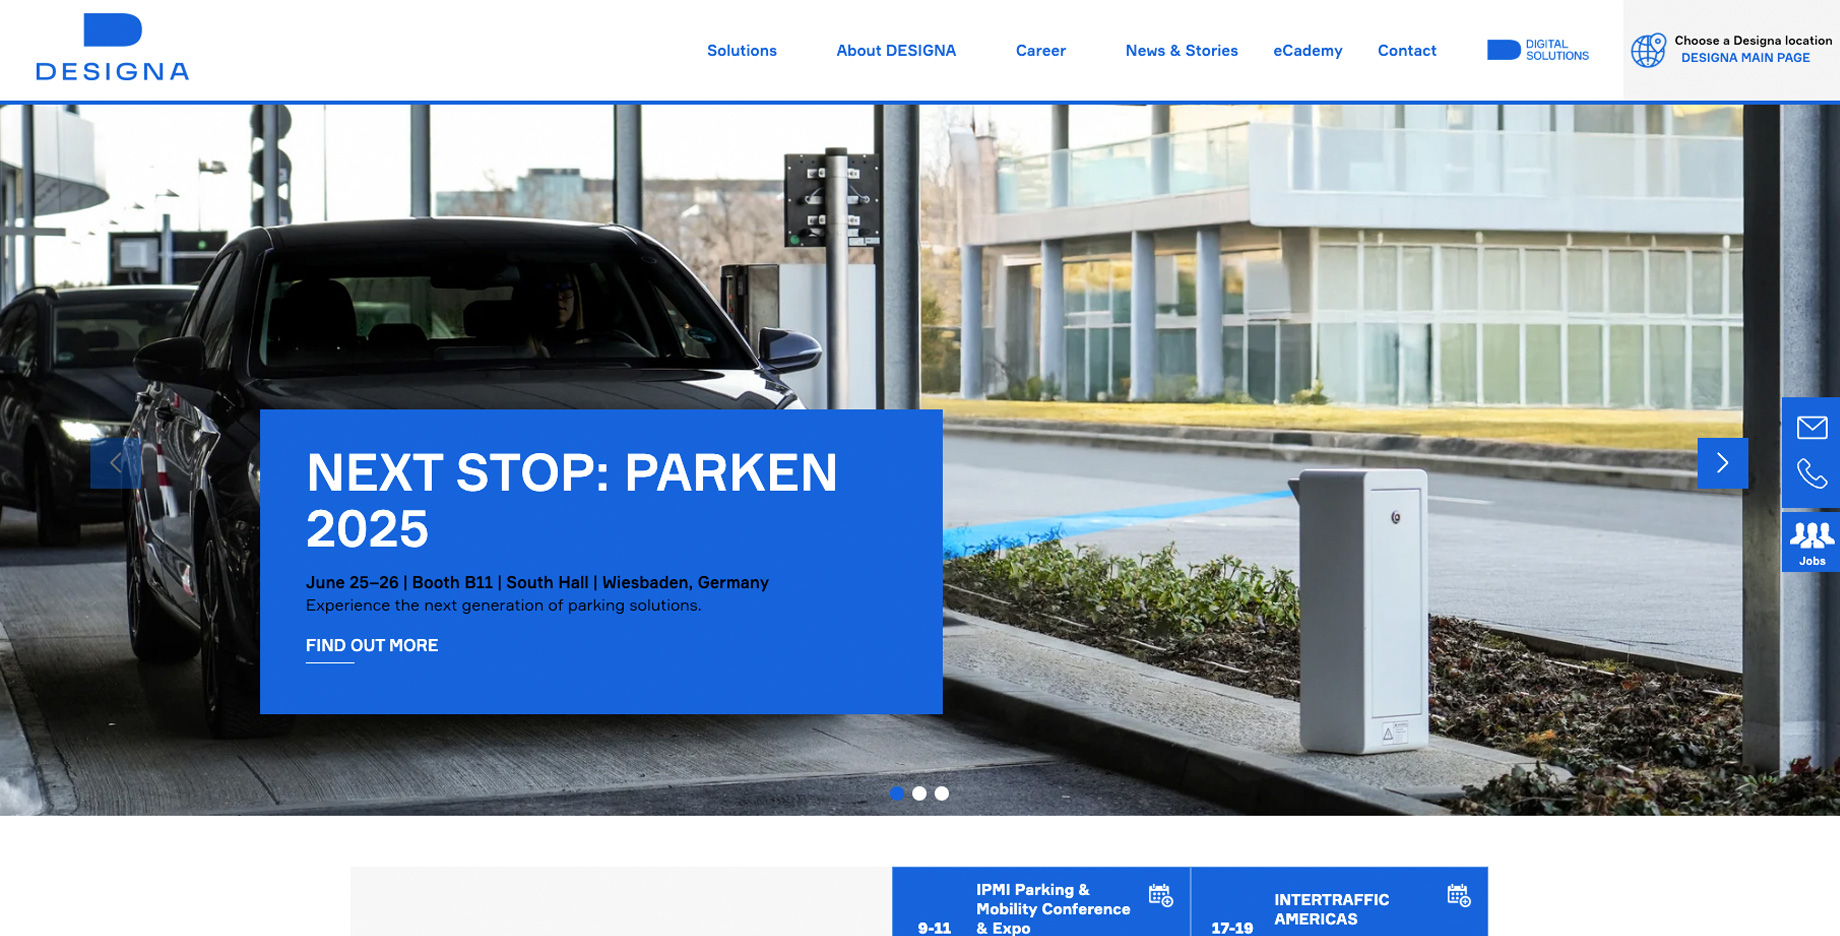 DESIGNA
Solutions
About DESIGNA
Career
News & Stories
eCademy
Contact
DIGITAL
SOLUTIONS
Choose a Designa location
DESIGNA MAIN PAGE
NEXT STOP: PARKEN
2025
June 25–26 | Booth B11 | South Hall | Wiesbaden, Germany
Experience the next generation of parking solutions.
FIND OUT MORE
Jobs
9-11
IPMI Parking &
Mobility Conference
& Expo
17-19
INTERTRAFFIC
AMERICAS